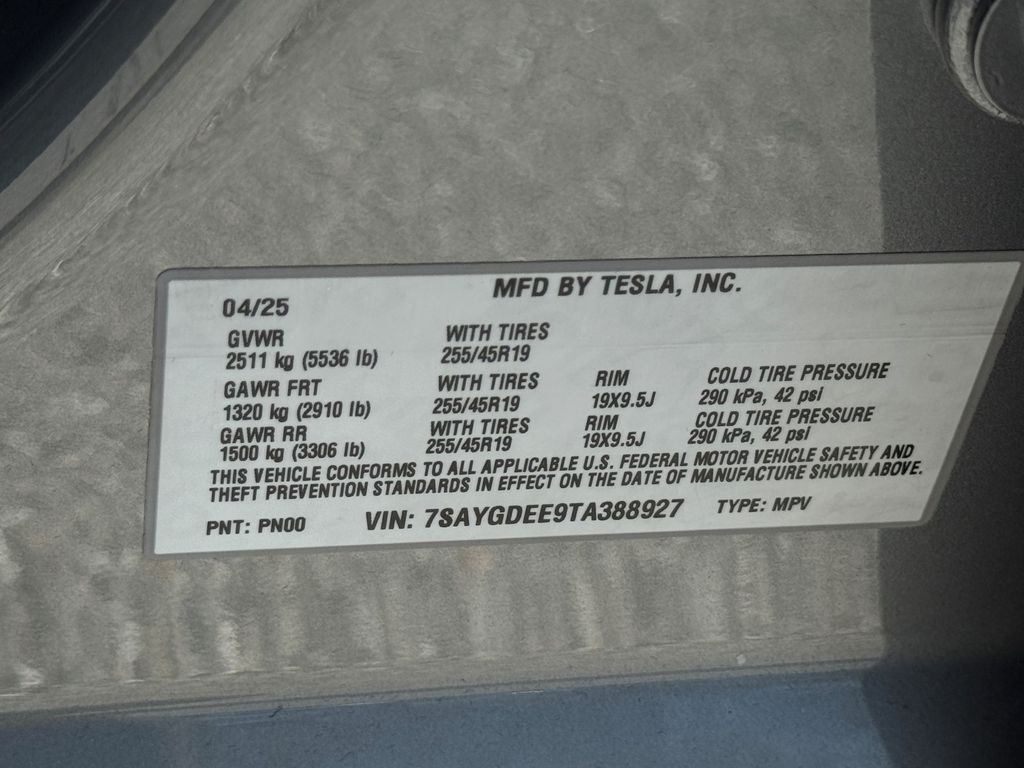 MFD BY TESLA, INC.
04/25
GVWR WITH TIRES
2511 kg (5536 lb) 255/45R19
GAWR FRT WITH TIRES RIM COLD TIRE PRESSURE
1320 kg (2910 lb) 255/45R19 19X9.5J 290 kPa, 42 psi
GAWR RR WITH TIRES RIM COLD TIRE PRESSURE
1500 kg (3306 lb) 255/45R19 19X9.5J 290 kPa, 42 psi
THIS VEHICLE CONFORMS TO ALL APPLICABLE U.S. FEDERAL MOTOR VEHICLE SAFETY AND
THEFT PREVENTION STANDARDS IN EFFECT ON THE DATE OF MANUFACTURE SHOWN ABOVE.
PNT: PN00 VIN: 7SAYGDEE9TA388927 TYPE: MPV